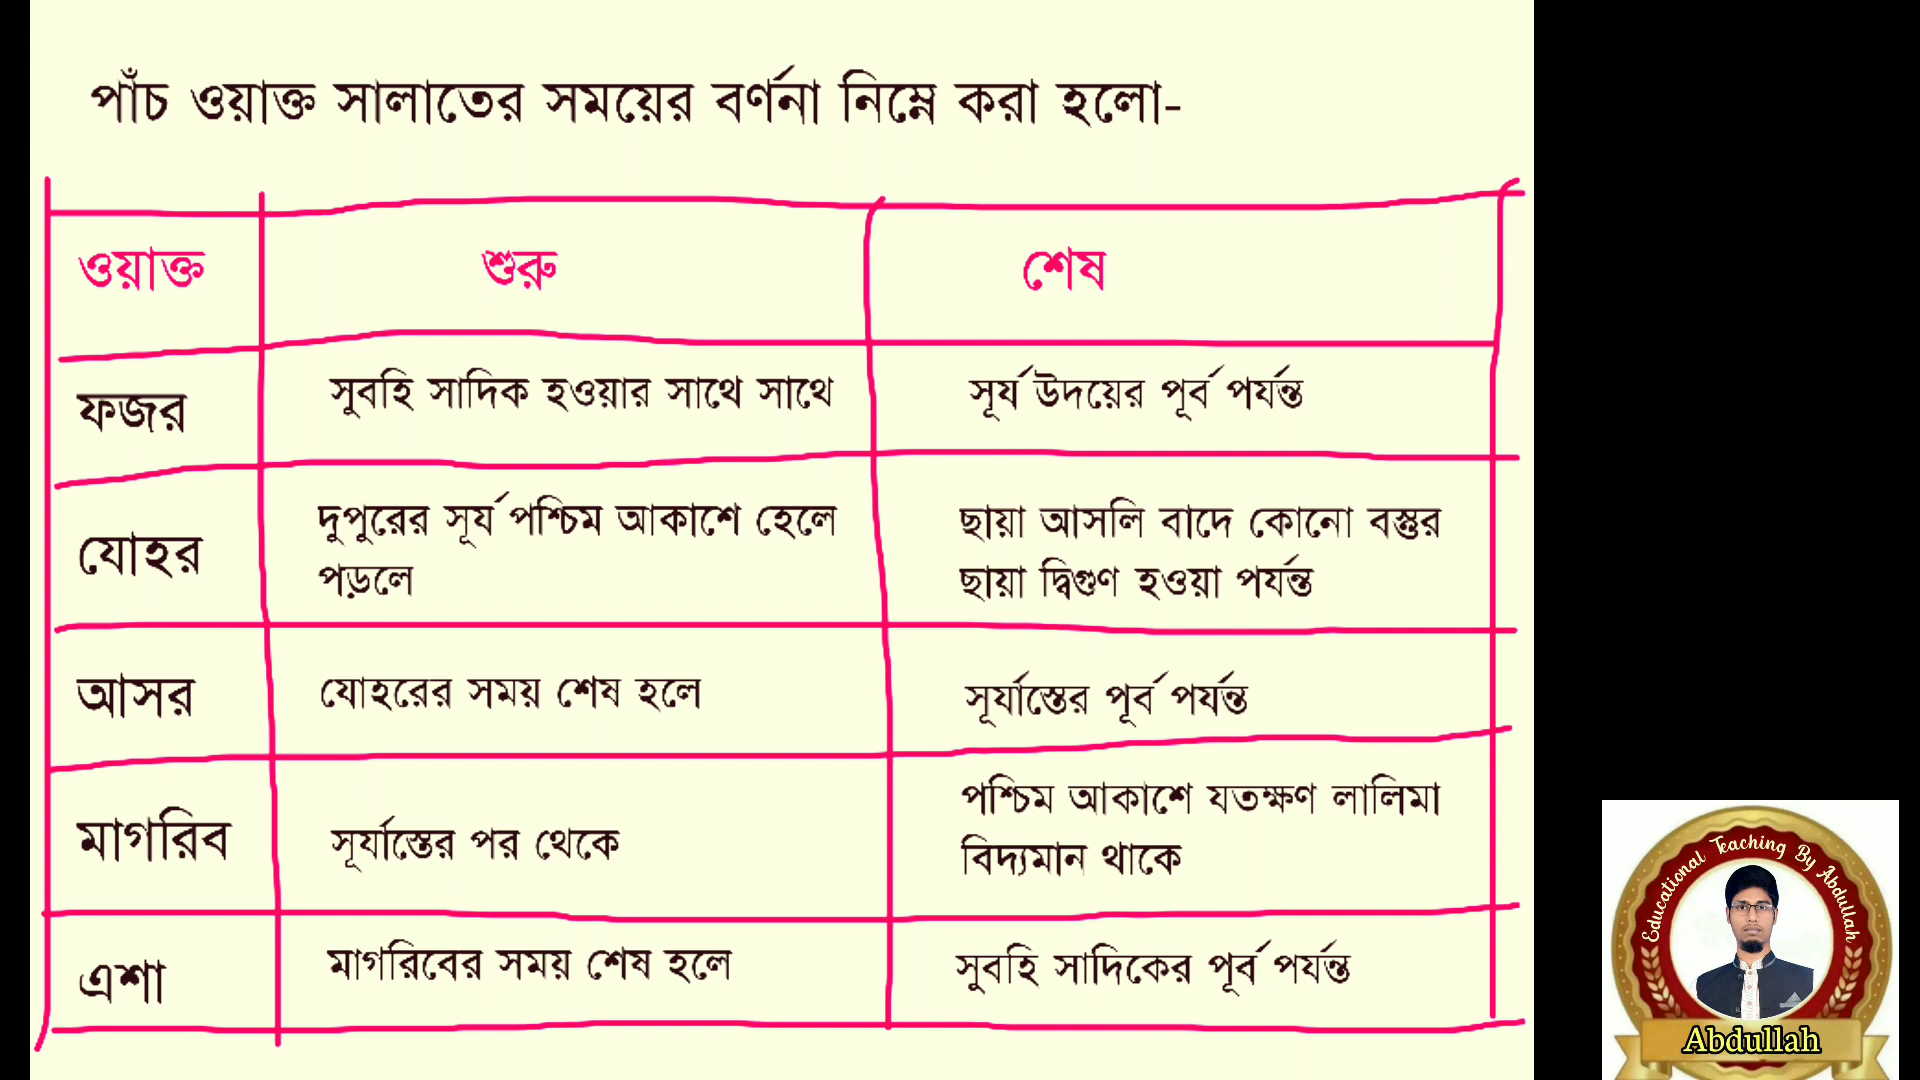 পাঁচ ওয়াক্ত সালাতের সময়ের বর্ণনা নিম্নে করা হলো-
ওয়াক্ত শুরু শেষ
ফজর সুবহি সাদিক হওয়ার সাথে সাথে সূর্য উদয়ের পূর্ব পর্যন্ত
যোহর দুপুরের সূর্য পশ্চিম আকাশে হেলে
পড়লে
ছায়া আসলি বাদে কোনো বস্তুর
ছায়া দ্বিগুণ হওয়া পর্যন্ত
আসর যোহরের সময় শেষ হলে সূর্যাস্তের পূর্ব পর্যন্ত
মাগরিব সূর্যাস্তের পর থেকে
পশ্চিম আকাশে যতক্ষণ লালিমা
বিদ্যমান থাকে
এশা মাগরিবের সময় শেষ হলে সুবহি সাদিকের পূর্ব পর্যন্ত
Educational Teaching By Abdullah
Abdullah